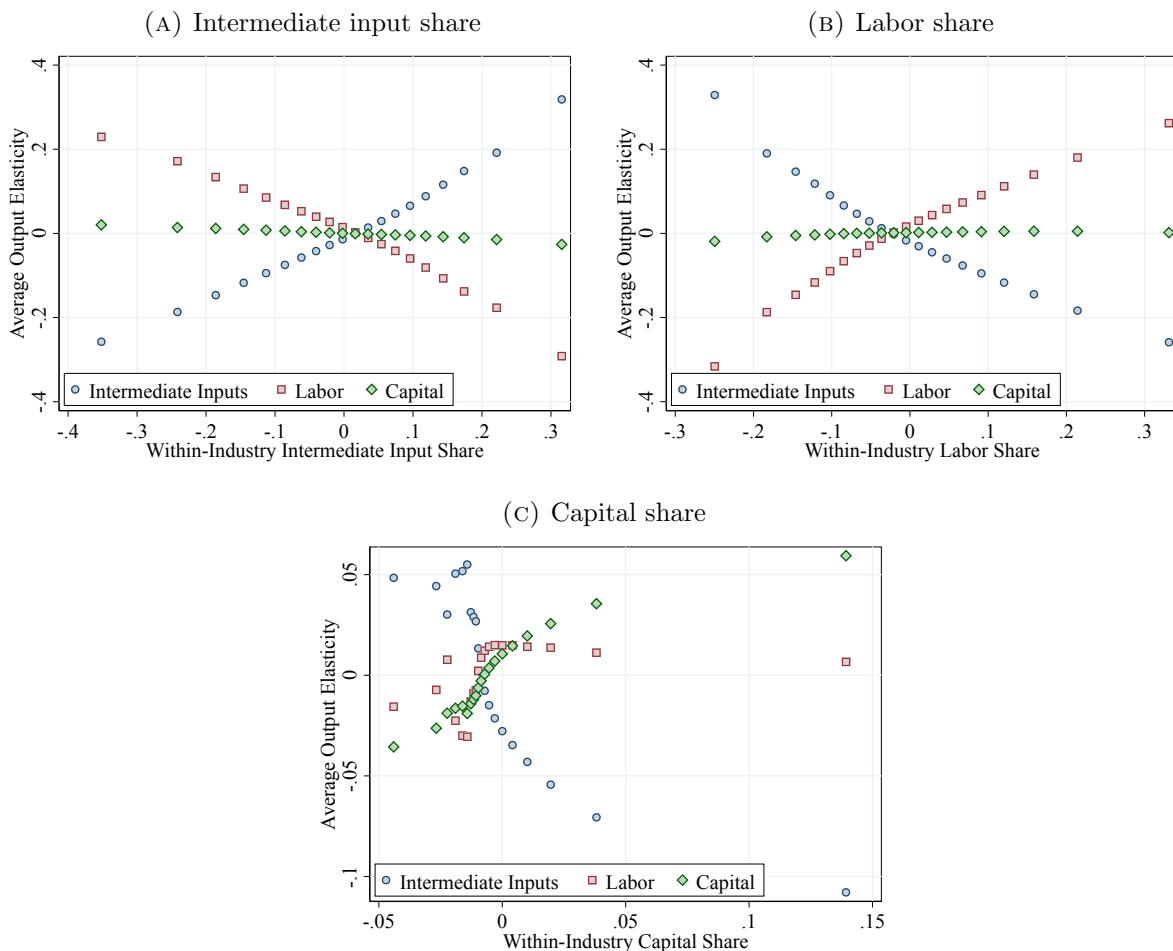 (A) Intermediate input share
(B) Labor share
Average Output Elasticity
.4
.2
0
-.2
-.4
Intermediate Inputs Labor Capital
-.4 -.3 -.2 -.1 0 .1 .2 .3
Within-Industry Intermediate Input Share
Average Output Elasticity
.4
.2
0
-.2
-.4
Intermediate Inputs Labor Capital
-.3 -.2 -.1 0 .1 .2 .3
Within-Industry Labor Share
(C) Capital share
Average Output Elasticity
.05
0
-.05
-.1
Intermediate Inputs Labor Capital
-.05 0 .05 .1 .15
Within-Industry Capital Share